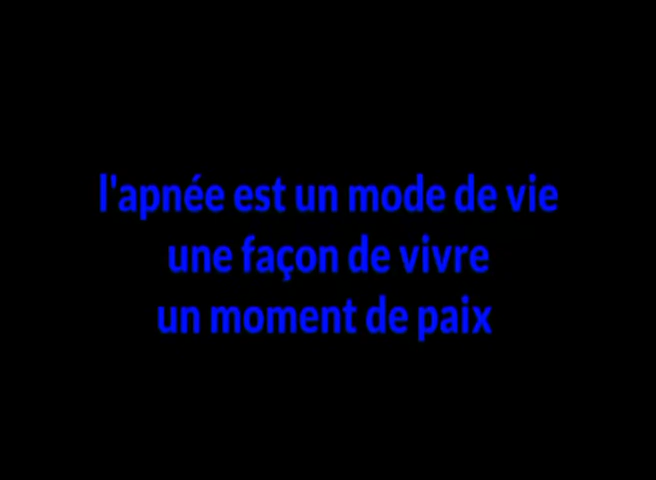 l'apnée est un mode de vie
une façon de vivre
un moment de paix